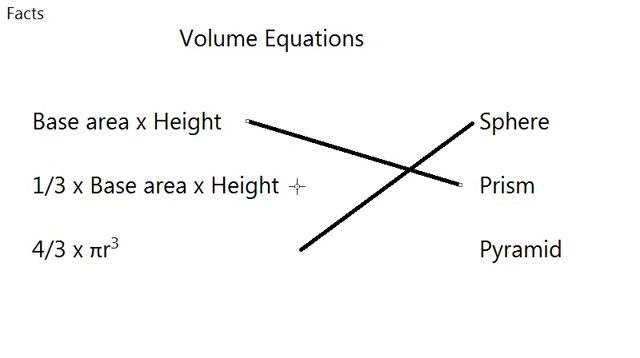 Facts
Volume Equations
Base area x Height Sphere
1/3 x Base area x Height Prism
4/3 x πr³ Pyramid